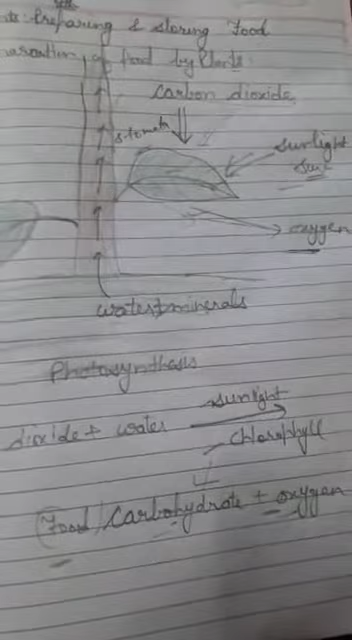 Preparing & storing Food
of food by Plants
carbon dioxide
stomata
sunlight
sun
oxygen
water+minerals
Photosynthesis
sunlight
dioxide + water
chlorophyll
Food/Carbohydrate + oxygen